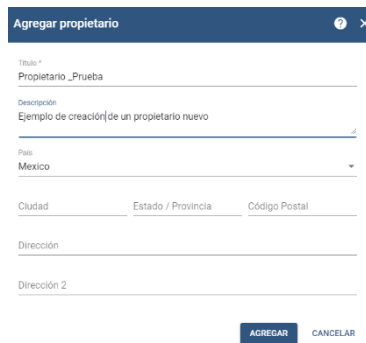 Agregar propietario
Título *
Propietario _Prueba
Descripción
Ejemplo de creación de un propietario nuevo
País
Mexico
Ciudad Estado / Provincia Código Postal
Dirección
Dirección 2
AGREGAR CANCELAR